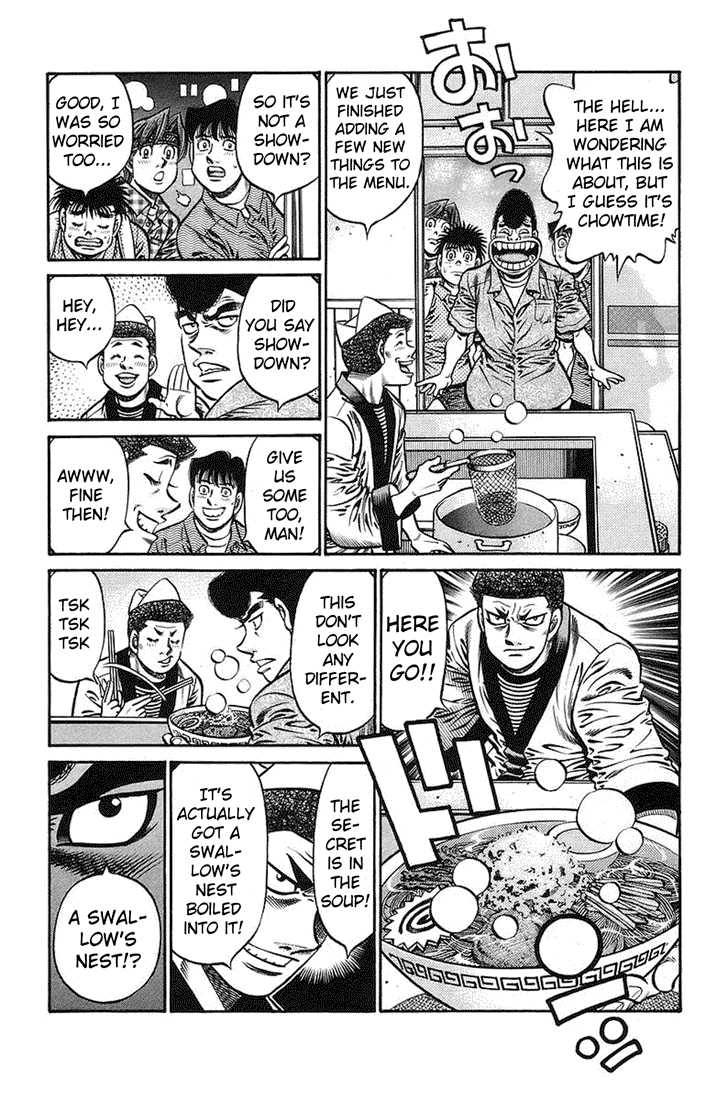 おおっ
THE HELL...
HERE I AM
WONDERING
WHAT THIS IS
ABOUT, BUT
I GUESS IT'S
CHOWTIME!
WE JUST
FINISHED
ADDING A
FEW NEW
THINGS TO
THE MENU.
SO IT'S
NOT A
SHOW-
DOWN?
GOOD, I
WAS SO
WORRIED
TOO...
DID
YOU SAY
SHOW-
DOWN?
HEY,
HEY...
GIVE
US
SOME
TOO,
MAN!
AWWW,
FINE
THEN!
HERE
YOU
GO!!
ドン
THIS
DON'T
LOOK
ANY
DIFFER-
ENT.
TSK
TSK
TSK
THE
SE-
CRET
IS IN
THE
SOUP!
IT'S
ACTUALLY
GOT A
SWAL-
LOW'S
NEST
BOILED
INTO IT!
A SWAL-
LOW'S
NEST!?